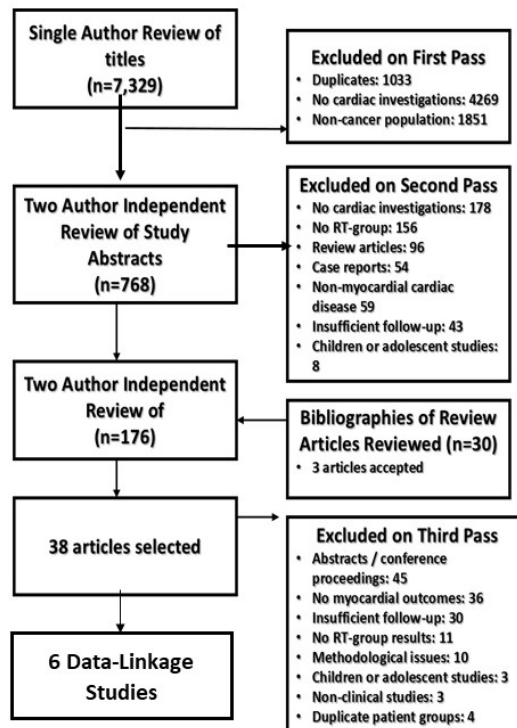 Single Author Review of
titles
(n=7,329)
Excluded on First Pass
• Duplicates: 1033
• No cardiac investigations: 4269
• Non-cancer population: 1851
Two Author Independent
Review of Study
Abstracts
(n=768)
Excluded on Second Pass
• No cardiac investigations: 178
• No RT-group: 156
• Review articles: 96
• Case reports: 54
• Non-myocardial cardiac
disease 59
• Insufficient follow-up: 43
• Children or adolescent studies:
8
Two Author Independent
Review of
(n=176)
Bibliographies of Review
Articles Reviewed (n=30)
• 3 articles accepted
38 articles selected
Excluded on Third Pass
• Abstracts / conference
proceedings: 45
• No myocardial outcomes: 36
• Insufficient follow-up: 30
• No RT-group results: 11
• Methodological issues: 10
• Children or adolescent studies: 3
• Non-clinical studies: 3
• Duplicate patient groups: 4
6 Data-Linkage
Studies